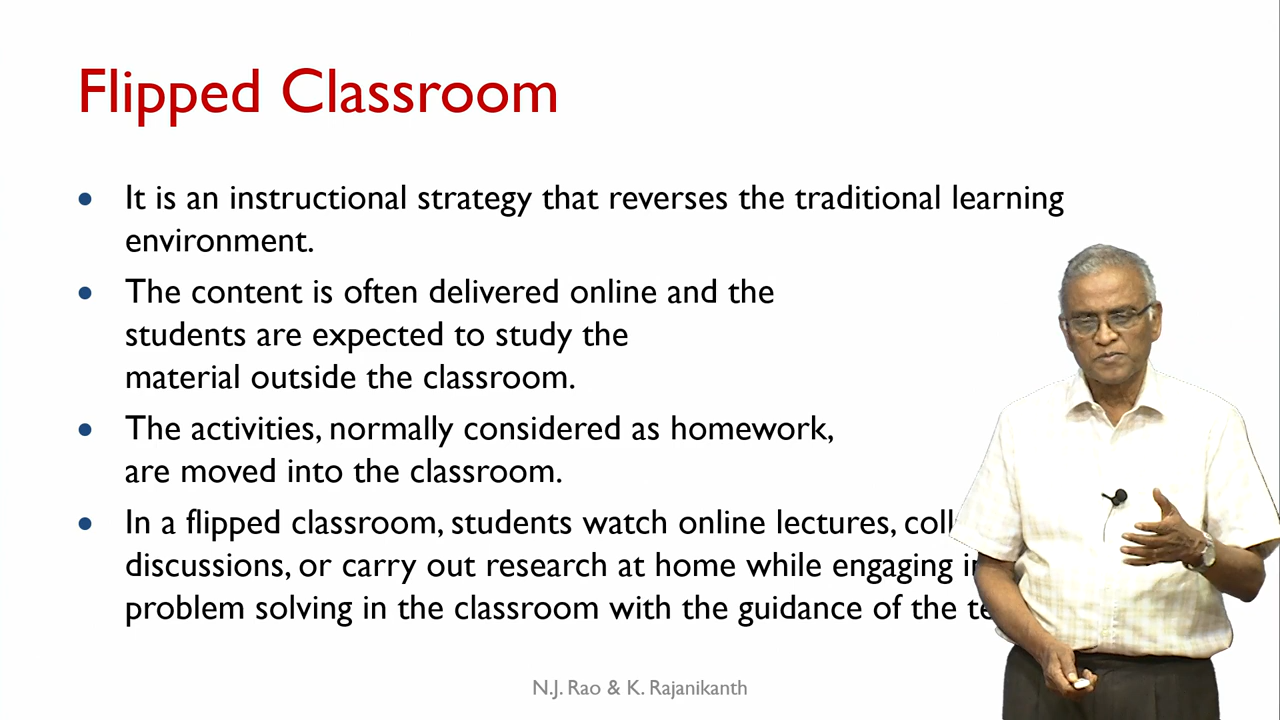 Flipped Classroom
• It is an instructional strategy that reverses the traditional learning
environment.
• The content is often delivered online and the
students are expected to study the
material outside the classroom.
• The activities, normally considered as homework,
are moved into the classroom.
• In a flipped classroom, students watch online lectures,
discussions, or carry out research at home while engaging
problem solving in the classroom with the guidance of the
N.J. Rao & K. Rajanikanth